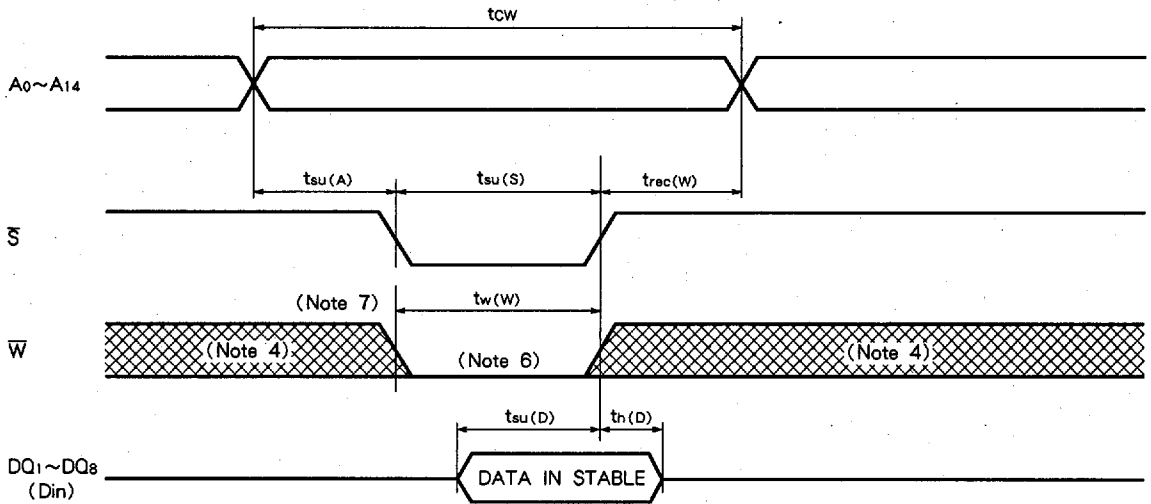 tCW
A0~A14
tsu(A) tsu(S) trec(W)
S̅
(Note 7) tw(W)
W̅ (Note 4) (Note 6) (Note 4)
tsu(D) th(D)
DQ1~DQ8
(Din)
DATA IN STABLE